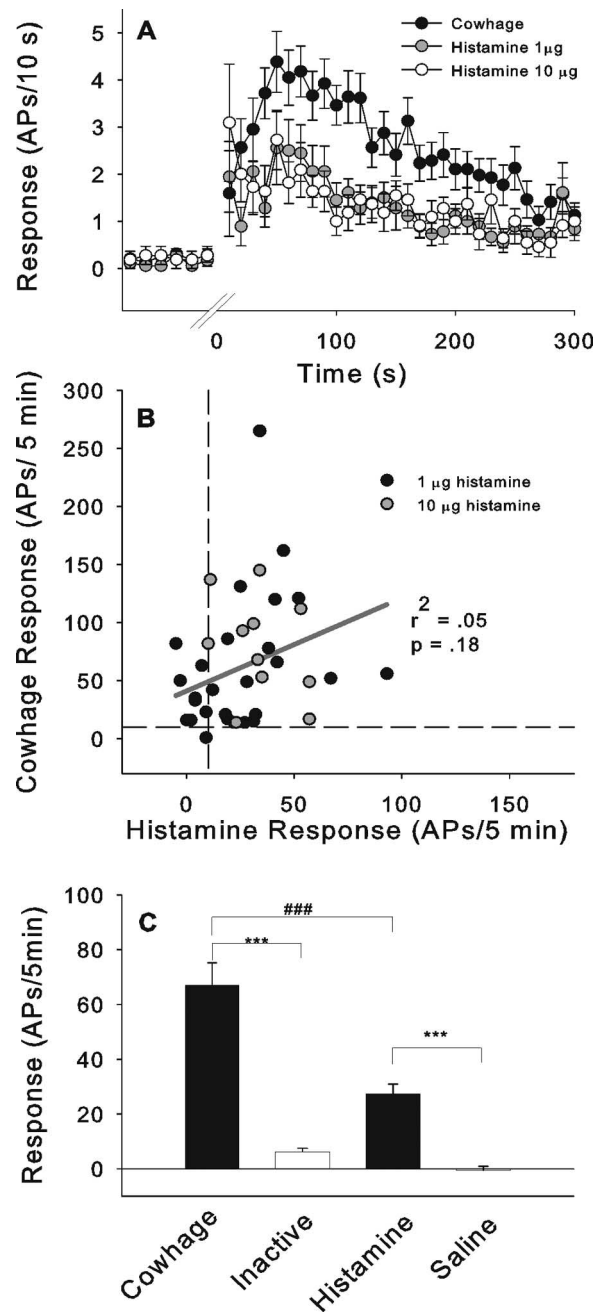 A
Cowhage
Histamine 1μg
Histamine 10 μg
Response (APs/10 s)
5
4
3
2
1
0
0
100
200
300
Time (s)
B
Cowhage Response (APs/ 5 min)
300
250
200
150
100
50
0
1 μg histamine
10 μg histamine
r² = .05
p = .18
0
50
100
150
Histamine Response (APs/5 min)
C
Response (APs/5min)
100
80
60
40
20
0
###
***
***
Cowhage
Inactive
Histamine
Saline